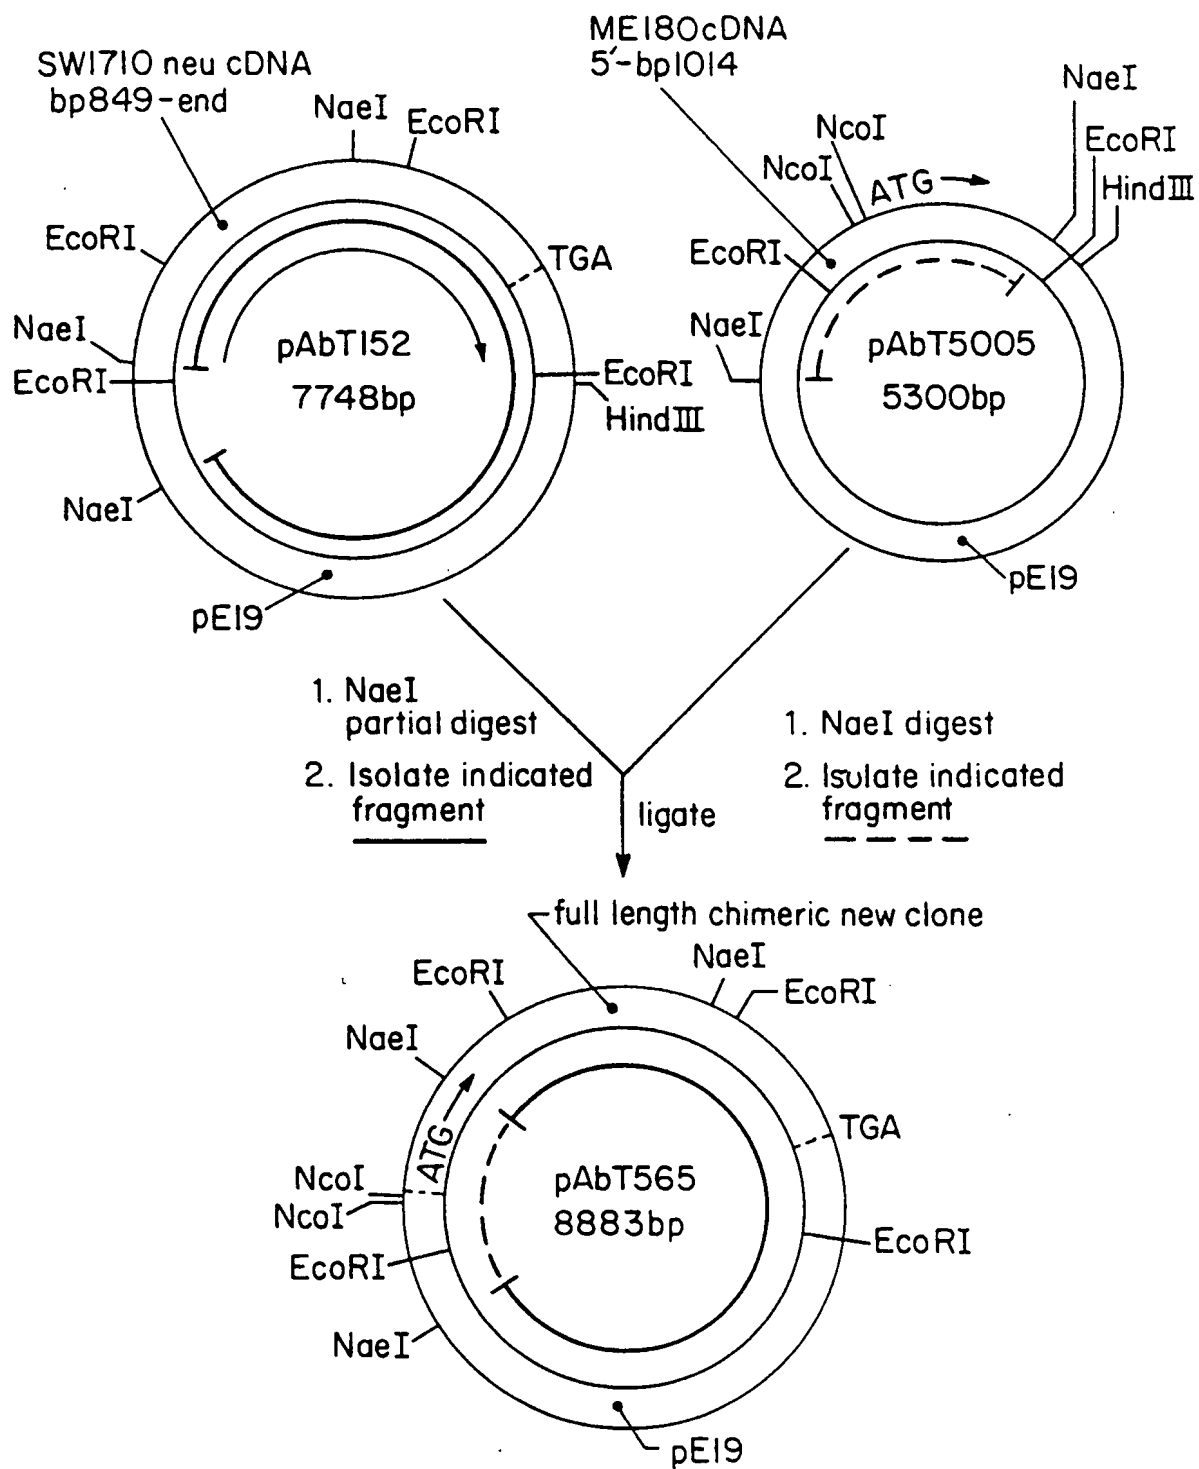 SW1710 neu cDNA
bp849-end
NaeI
EcoRI
EcoRI
TGA
NaeI
EcoRI
pAbT152
7748bp
EcoRI
HindIII
NaeI
pE19
ME180cDNA
5'-bp1014
NaeI
NcoI
EcoRI
NcoI
ATG
HindIII
EcoRI
NaeI
pAbT5005
5300bp
pE19
1. NaeI
partial digest
2. Isolate indicated
fragment
1. NaeI digest
2. Isulate indicated
fragment
ligate
full length chimeric new clone
NaeI
EcoRI
EcoRI
NaeI
ATG
TGA
NcoI
NcoI
pAbT565
8883bp
EcoRI
EcoRI
NaeI
pE19